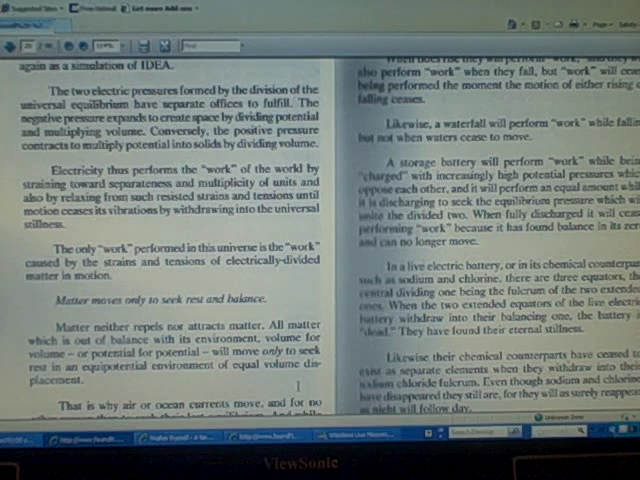 Suggested Sites
Get more Add-ons
Page
Safety
Find
again as a simulation of IDEA.
The two electric pressures formed by the division of the
universal equilibrium have separate offices to fulfill. The
negative pressure expands to create space by dividing potential
and multiplying volume. Conversely, the positive pressure
contracts to multiply potential into solids by dividing volume.
Electricity thus performs the “work” of the world by
straining toward separateness and multiplicity of units and
also by relaxing from such resisted strains and tensions until
motion ceases its vibrations by withdrawing into the universal
stillness.
The only “work” performed in this universe is the “work”
caused by the strains and tensions of electrically-divided
matter in motion.
Matter moves only to seek rest and balance.
Matter neither repels nor attracts matter. All matter
which is out of balance with its environment, volume for
volume – or potential for potential – will move only to seek
rest in an equipotential environment of equal volume dis-
placement.
That is why air or ocean currents move, and for no
also perform “work” when they fall, but “work” will
being performed the moment the motion of either rising
falling ceases.
Likewise, a waterfall will perform “work” while
but not when waters cease to move.
A storage battery will perform “work” while
“charged” with increasingly high potential pressures
oppose each other, and it will perform an equal amount
it is discharging to seek the equilibrium pressure
unite the divided two. When fully discharged it will
performing “work” because it has found balance in its
and can no longer move.
In a live electric battery, or in its chemical
such as sodium and chlorine, there are three equators,
central dividing one being the fulcrum of the two
ones. When the two extended equators of the live
battery withdraw into their balancing one, the battery
“dead.” They have found their eternal stillness.
Likewise their chemical counterparts have ceased
exist as separate elements when they withdraw into
sodium chloride fulcrum. Even though sodium and
have disappeared they still are, for they will as surely
as night will follow day.
Unknown Zone
ViewSonic